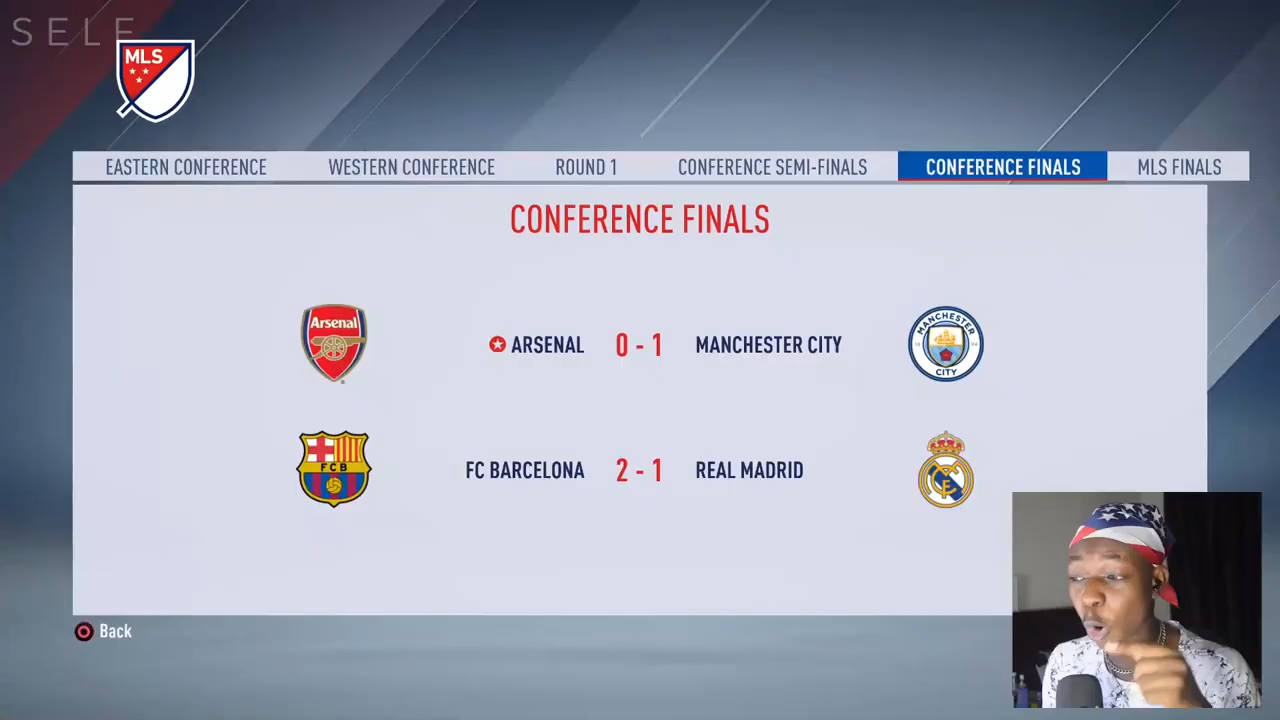 SELF
MLS
EASTERN CONFERENCE WESTERN CONFERENCE ROUND 1 CONFERENCE SEMI-FINALS CONFERENCE FINALS MLS FINALS
CONFERENCE FINALS
Arsenal
ARSENAL 0 - 1 MANCHESTER CITY
MANCHESTER CITY
FCB
FC BARCELONA 2 - 1 REAL MADRID
Back